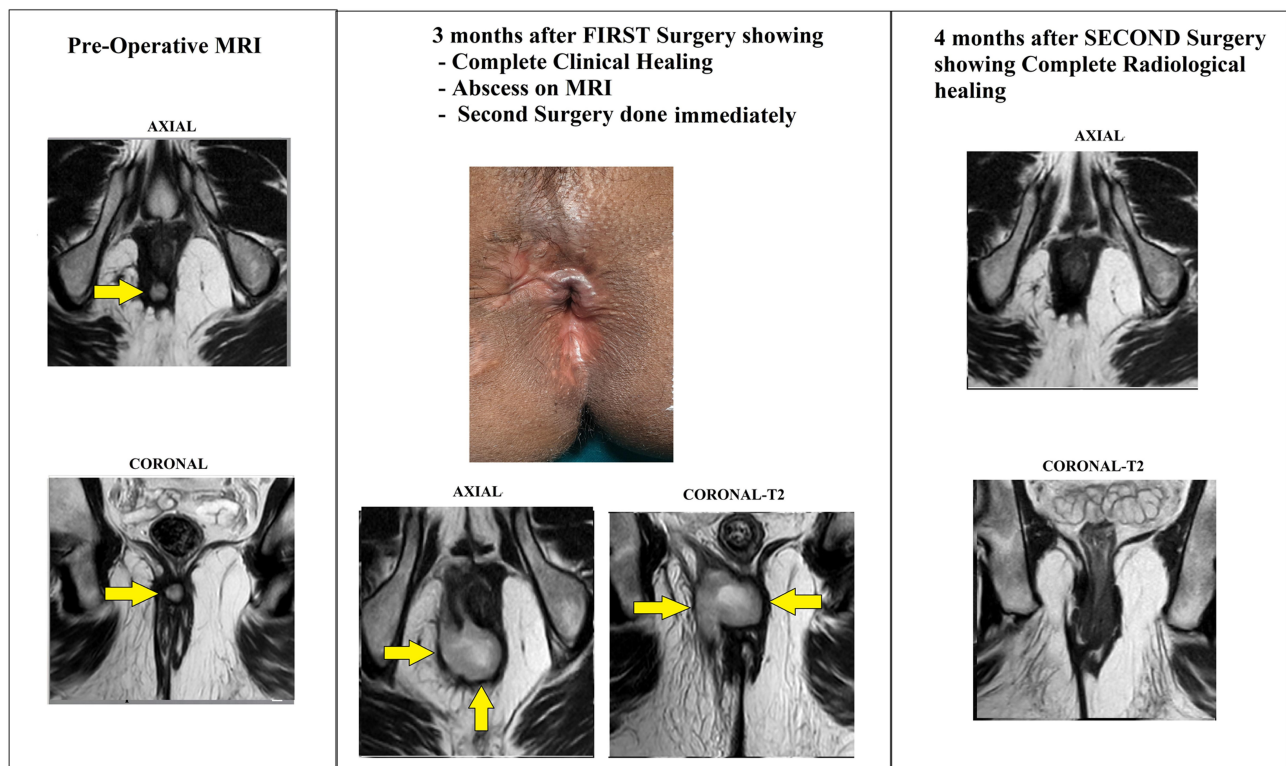 Pre-Operative MRI
AXIAL
CORONAL
3 months after FIRST Surgery showing
- Complete Clinical Healing
- Abscess on MRI
- Second Surgery done immediately
AXIAL
CORONAL-T2
4 months after SECOND Surgery
showing Complete Radiological
healing
AXIAL
CORONAL-T2